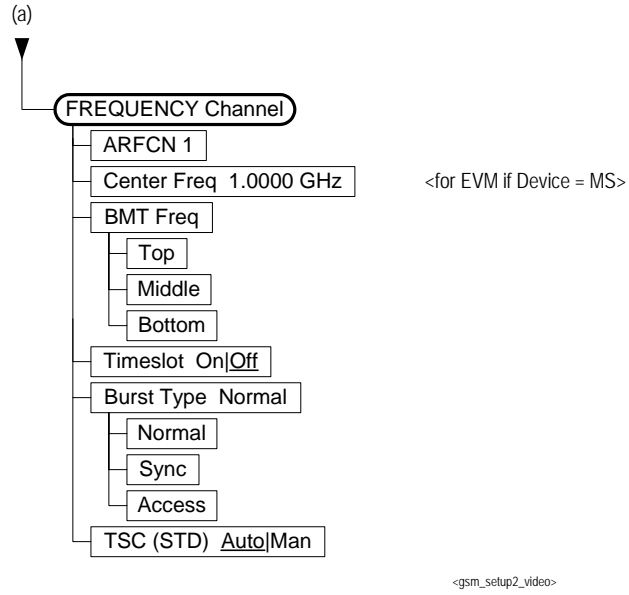 (a)
FREQUENCY Channel
ARFCN 1
Center Freq 1.0000 GHz <for EVM if Device = MS>
BMT Freq
Top
Middle
Bottom
Timeslot On|Off
Burst Type Normal
Normal
Sync
Access
TSC (STD) Auto|Man
<gsm_setup2_video>